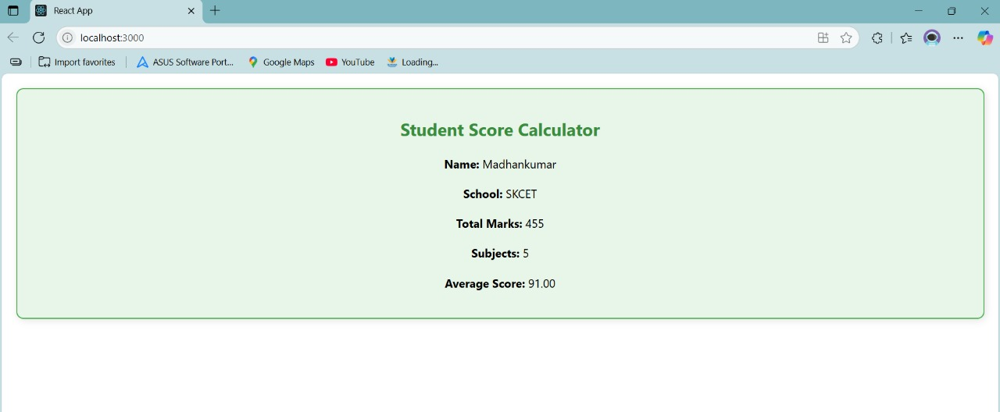 React App
localhost:3000
Import favorites
ASUS Software Port...
Google Maps
YouTube
Loading...
Student Score Calculator
Name: Madhankumar
School: SKCET
Total Marks: 455
Subjects: 5
Average Score: 91.00